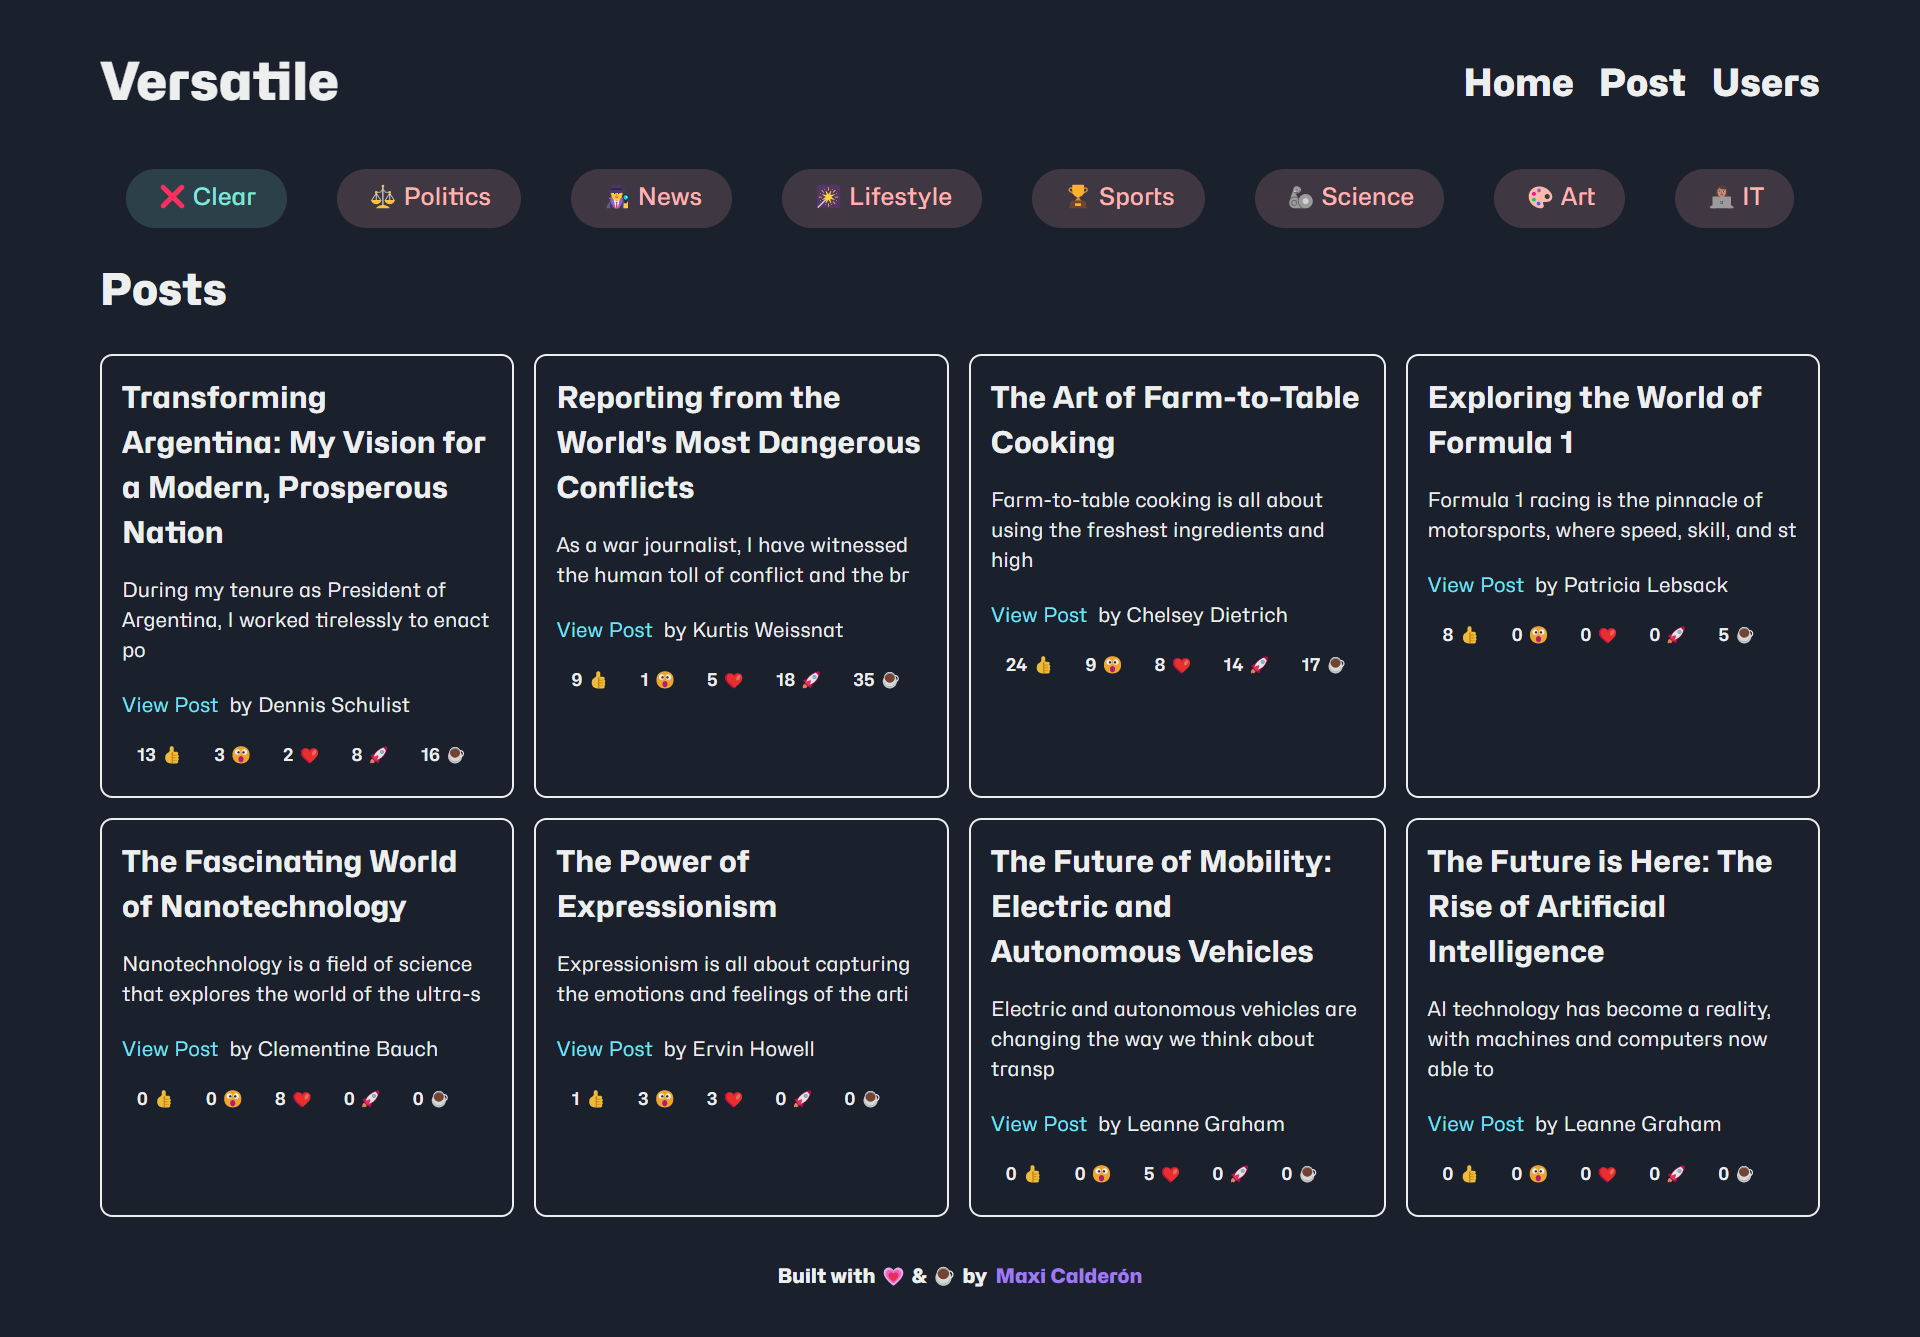 Versatile
Home Post Users
❌ Clear
⚖️ Politics
News
Lifestyle
🏆 Sports
🦾 Science
🎨 Art
IT
Posts
Transforming
Argentina: My Vision for
a Modern, Prosperous
Nation
During my tenure as President of
Argentina, I worked tirelessly to enact
po
View Post by Dennis Schulist
13 👍 3 😲 2 ❤️ 8 🚀 16 ☕
Reporting from the
World's Most Dangerous
Conflicts
As a war journalist, I have witnessed
the human toll of conflict and the br
View Post by Kurtis Weissnat
9 👍 1 😲 5 ❤️ 18 🚀 35 ☕
The Art of Farm-to-Table
Cooking
Farm-to-table cooking is all about
using the freshest ingredients and
high
View Post by Chelsey Dietrich
24 👍 9 😲 8 ❤️ 14 🚀 17 ☕
Exploring the World of
Formula 1
Formula 1 racing is the pinnacle of
motorsports, where speed, skill, and st
View Post by Patricia Lebsack
8 👍 0 😲 0 ❤️ 0 🚀 5 ☕
The Fascinating World
of Nanotechnology
Nanotechnology is a field of science
that explores the world of the ultra-s
View Post by Clementine Bauch
0 👍 0 😲 8 ❤️ 0 🚀 0 ☕
The Power of
Expressionism
Expressionism is all about capturing
the emotions and feelings of the arti
View Post by Ervin Howell
1 👍 3 😲 3 ❤️ 0 🚀 0 ☕
The Future of Mobility:
Electric and
Autonomous Vehicles
Electric and autonomous vehicles are
changing the way we think about
transp
View Post by Leanne Graham
0 👍 0 😲 5 ❤️ 0 🚀 0 ☕
The Future is Here: The
Rise of Artificial
Intelligence
AI technology has become a reality,
with machines and computers now
able to
View Post by Leanne Graham
0 👍 0 😲 0 ❤️ 0 🚀 0 ☕
Built with 💗 & ☕ by Maxi Calderón